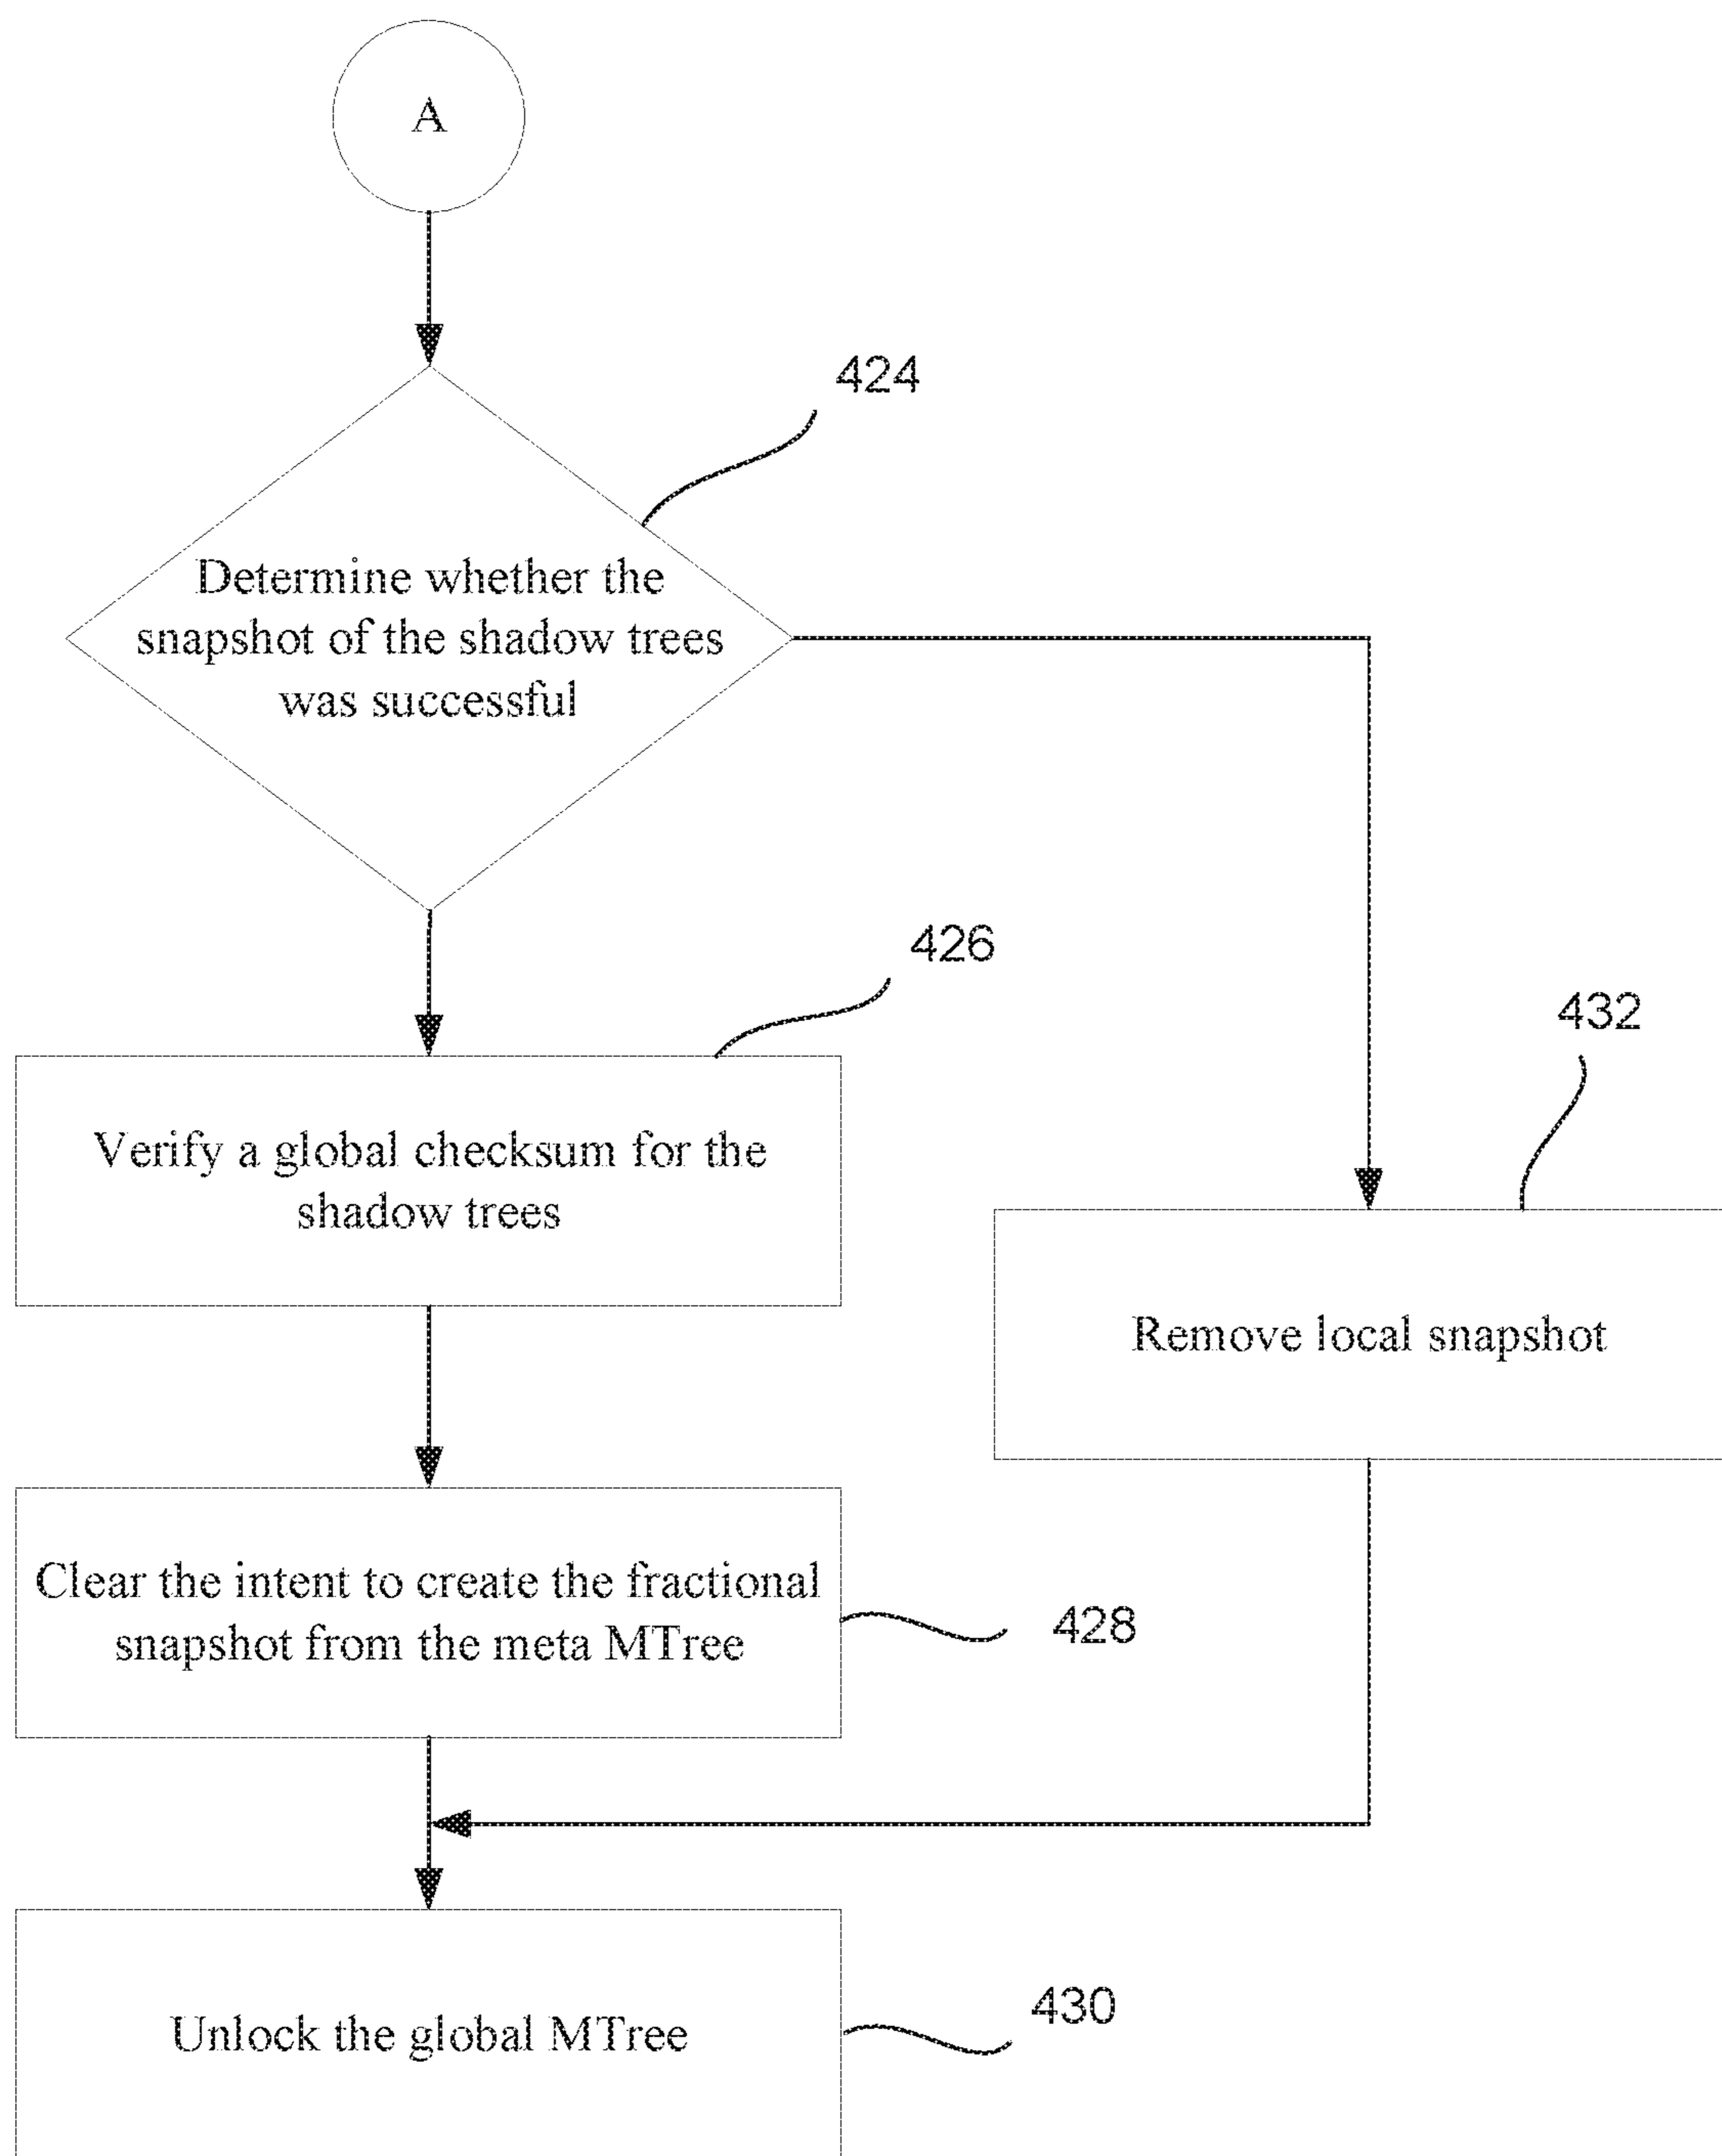 A
424
Determine whether the
snapshot of the shadow trees
was successful
426
Verify a global checksum for the
shadow trees
432
Remove local snapshot
Clear the intent to create the fractional
snapshot from the meta MTree
428
Unlock the global MTree
430